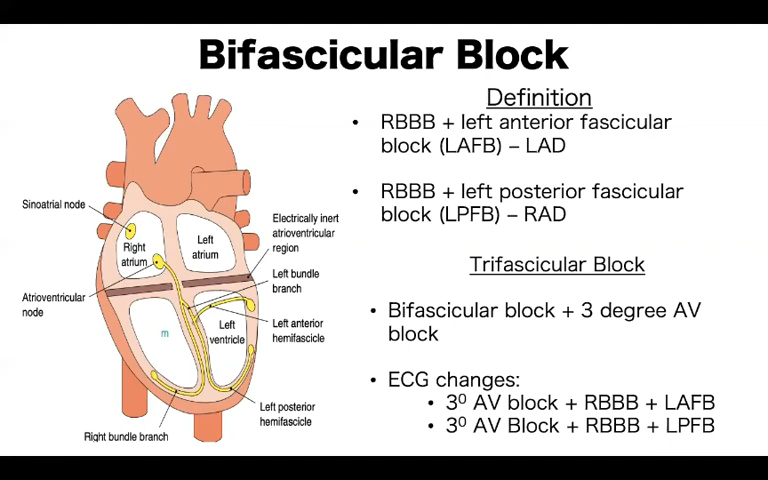 Bifascicular Block
Definition
• RBBB + left anterior fascicular
block (LAFB) – LAD
• RBBB + left posterior fascicular
block (LPFB) – RAD
Trifascicular Block
• Bifascicular block + 3 degree AV
block
• ECG changes:
• 3⁰ AV block + RBBB + LAFB
• 3⁰ AV Block + RBBB + LPFB
Sinoatrial node
Right
atrium
Left
atrium
Electrically inert
atrioventricular
region
Left bundle
branch
Atrioventricular
node
m
Left
ventricle
Left anterior
hemifascicle
Left posterior
hemifascicle
Right bundle branch